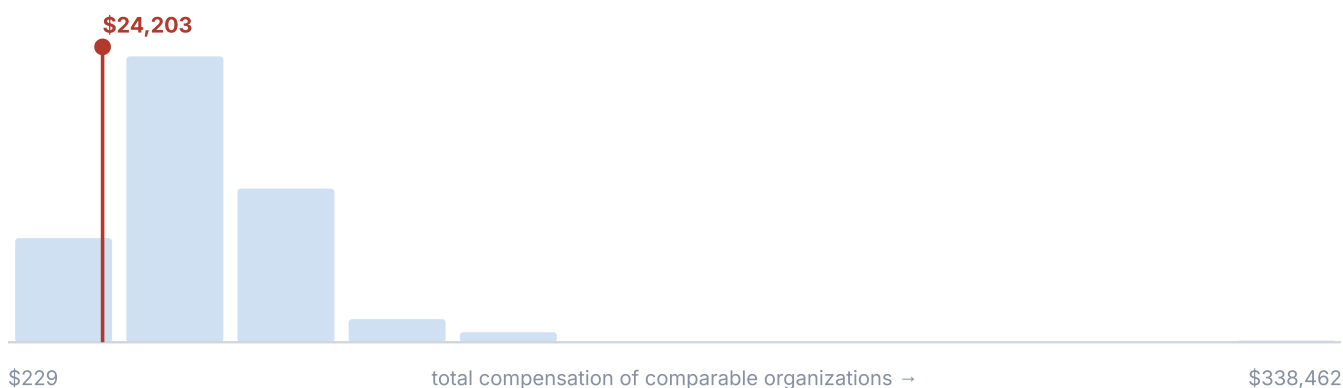 $24,203
$229 total compensation of comparable organizations → $338,462